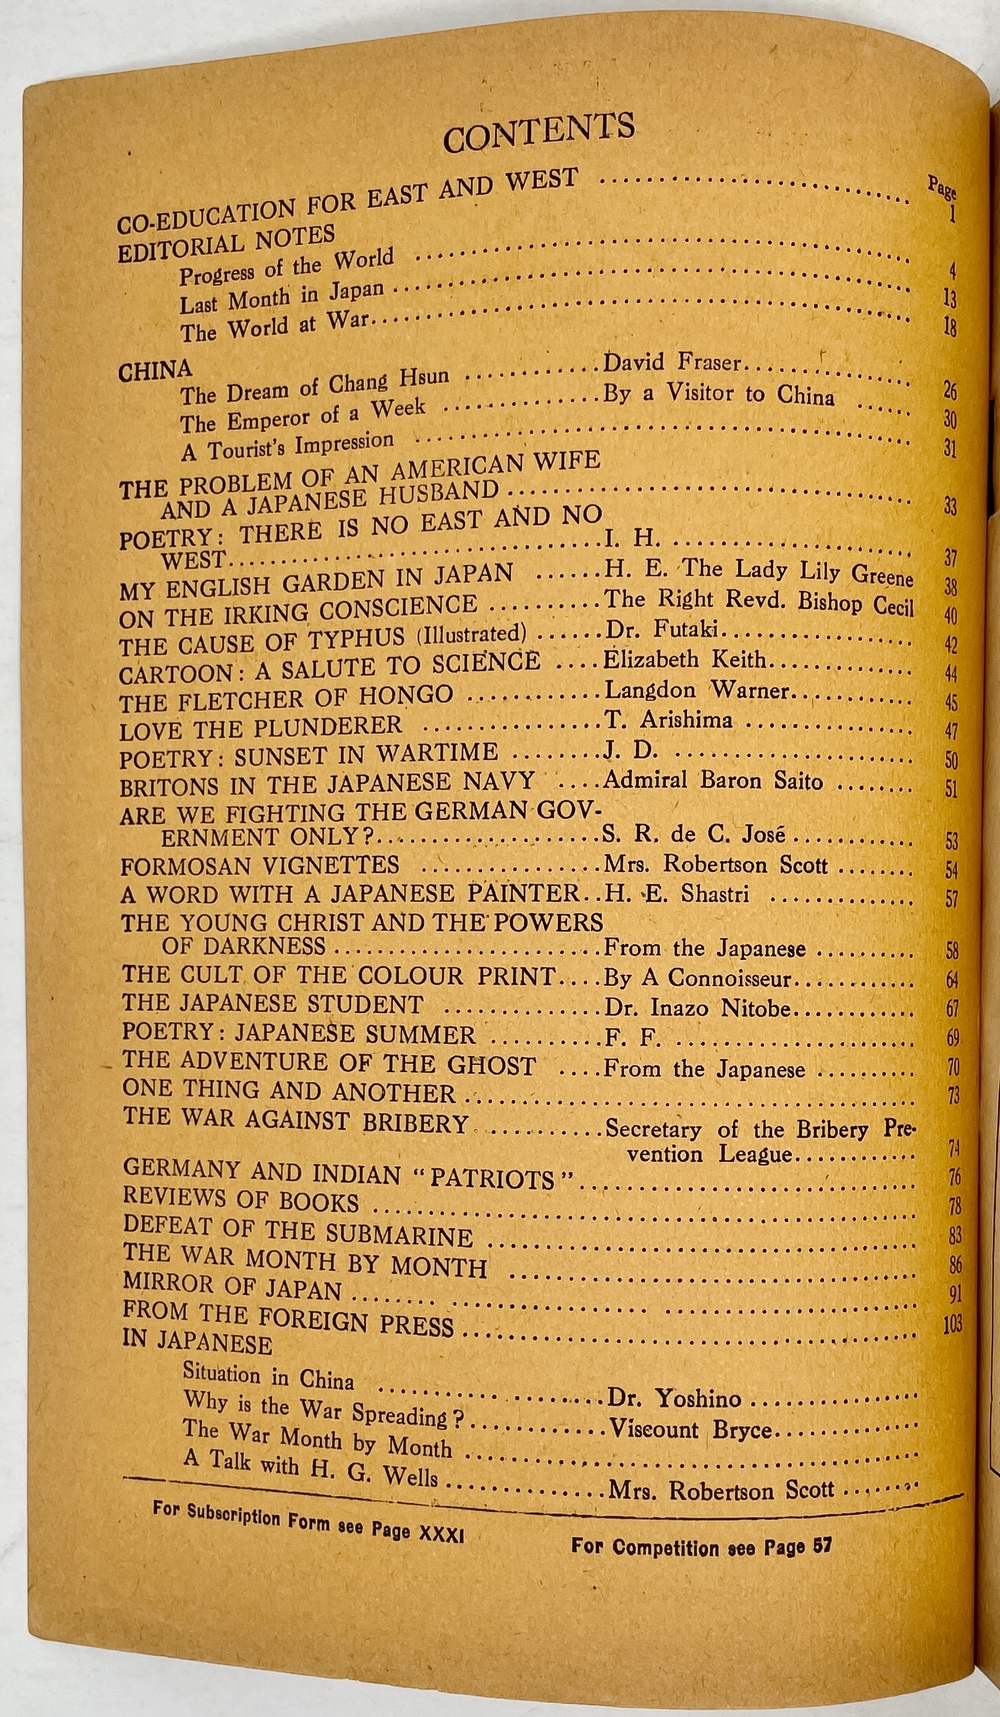 CONTENTS
Page
CO-EDUCATION FOR EAST AND WEST ........................ 1
EDITORIAL NOTES
Progress of the World ........................ 4
Last Month in Japan ........................ 13
The World at War ........................ 18
CHINA
The Dream of Chang Hsun ............ David Fraser ............ 26
The Emperor of a Week ............ By a Visitor to China ...... 30
A Tourist's Impression ........................ 31
THE PROBLEM OF AN AMERICAN WIFE
AND A JAPANESE HUSBAND ........................ 33
POETRY: THERE IS NO EAST AND NO
WEST ........................ I. H. ........................ 37
MY ENGLISH GARDEN IN JAPAN ...... H. E. The Lady Lily Greene 38
ON THE IRKING CONSCIENCE .......... The Right Revd. Bishop Cecil 40
THE CAUSE OF TYPHUS (Illustrated) ...... Dr. Futaki ............ 42
CARTOON: A SALUTE TO SCIENCE .... Elizabeth Keith ............ 44
THE FLETCHER OF HONGO ............ Langdon Warner ............ 45
LOVE THE PLUNDERER ............ T. Arishima ............ 47
POETRY: SUNSET IN WARTIME ........ J. D. ............ 50
BRITONS IN THE JAPANESE NAVY .... Admiral Baron Saito ........ 51
ARE WE FIGHTING THE GERMAN GOV-
ERNMENT ONLY? ............ S. R. de C. José ............ 53
FORMOSAN VIGNETTES ............ Mrs. Robertson Scott ........ 54
A WORD WITH A JAPANESE PAINTER.. H. E. Shastri ............ 57
THE YOUNG CHRIST AND THE POWERS
OF DARKNESS ............ From the Japanese .......... 58
THE CULT OF THE COLOUR PRINT .... By A Connoisseur ............ 64
THE JAPANESE STUDENT ............ Dr. Inazo Nitobe ............ 67
POETRY: JAPANESE SUMMER .......... F. F. ............ 69
THE ADVENTURE OF THE GHOST .... From the Japanese .......... 70
ONE THING AND ANOTHER ........................ 73
THE WAR AGAINST BRIBERY .......... Secretary of the Bribery Pre-
vention League ............ 74
GERMANY AND INDIAN "PATRIOTS" ........................ 76
REVIEWS OF BOOKS ........................ 78
DEFEAT OF THE SUBMARINE ........................ 83
THE WAR MONTH BY MONTH ........................ 86
MIRROR OF JAPAN ........................ 91
FROM THE FOREIGN PRESS ........................ 103
IN JAPANESE
Situation in China ............ Dr. Yoshino ............
Why is the War Spreading? ............ Viscount Bryce ............
The War Month by Month ........................
A Talk with H. G. Wells ............ Mrs. Robertson Scott ........
For Subscription Form see Page XXXI
For Competition see Page 57